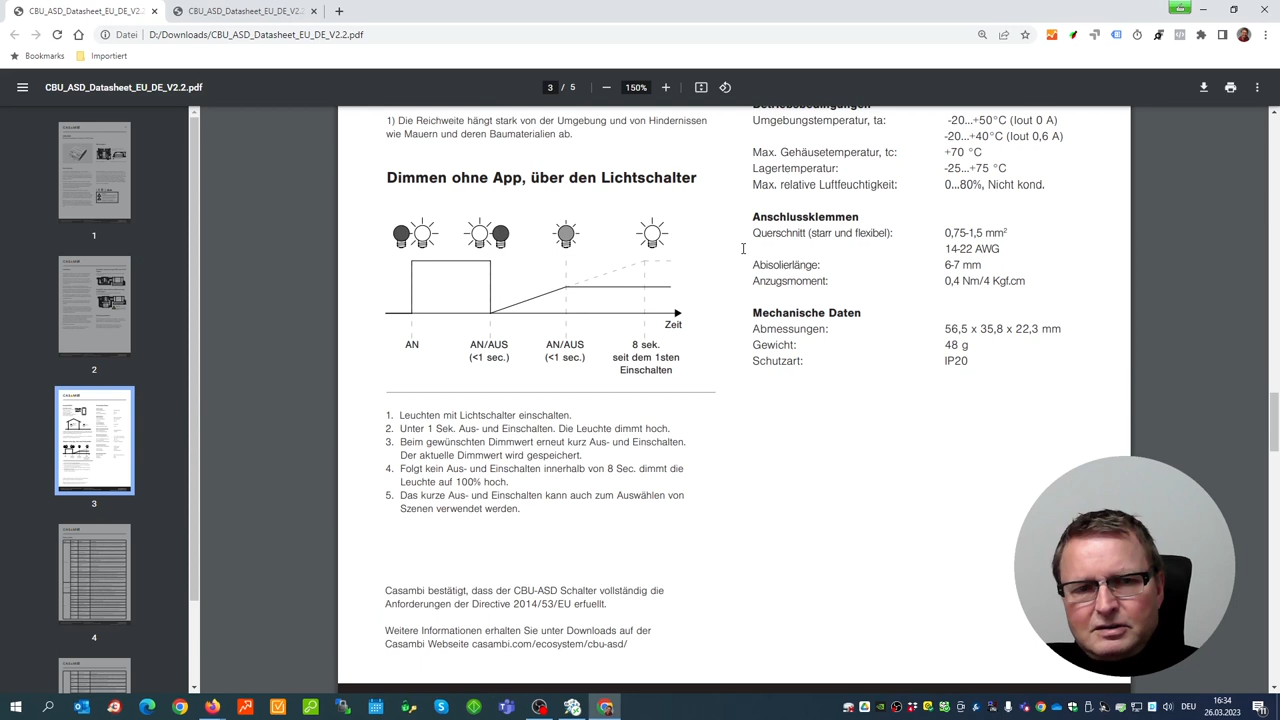 CBU_ASD_Datasheet_EU_DE_V2.2.p
CBU_ASD_Datasheet_EU_DE_V2.2.p
Datei
D:/Downloads/CBU_ASD_Datasheet_EU_DE_V2.2.pdf
Bookmarks
Importiert
CBU_ASD_Datasheet_EU_DE_V2.2.pdf
3 / 5
150%
1
2
3
4
1) Die Reichweite hängt stark von der Umgebung und von Hindernissen
wie Mauern und deren Baumaterialien ab.
Dimmen ohne App, über den Lichtschalter
Zeit
AN
AN/AUS
(<1 sec.)
AN/AUS
(<1 sec.)
8 sek.
seit dem 1sten
Einschalten
1. Leuchten mit Lichtschalter einschalten.
2. Unter 1 Sek. Aus- und Einschalten. Die Leuchte dimmt hoch.
3. Beim gewünschten Dimmwert erneut kurz Aus- und Einschalten.
Der aktuelle Dimmwert wird gespeichert.
4. Folgt kein Aus- und Einschalten innerhalb von 8 Sec. dimmt die
Leuchte auf 100% hoch.
5. Das kurze Aus- und Einschalten kann auch zum Auswählen von
Szenen verwendet werden.
Casambi bestätigt, dass der CBU-ASD Schalter vollständig die
Anforderungen der Directive 2014/53/EU erfuellt.
Weitere Informationen erhalten Sie unter Downloads auf der
Casambi Webseite casambi.com/ecosystem/cbu-asd/
Betriebsbedingungen
Umgebungstemperatur, ta: -20...+50°C (Iout 0 A)
-20...+40°C (Iout 0,6 A)
Max. Gehäusetemperatur, tc: +70 °C
Lagertemperatur: -25...+75 °C
Max. relative Luftfeuchtigkeit: 0...80%, Nicht kond.
Anschlussklemmen
Querschnitt (starr und flexibel): 0,75-1,5 mm²
14-22 AWG
Abisolierlänge: 6-7 mm
Anzugsmoment: 0,4 Nm/4 Kgf.cm
Mechanische Daten
Abmessungen: 56,5 x 35,8 x 22,3 mm
Gewicht: 48 g
Schutzart: IP20
DEU
16:34
26.03.2023